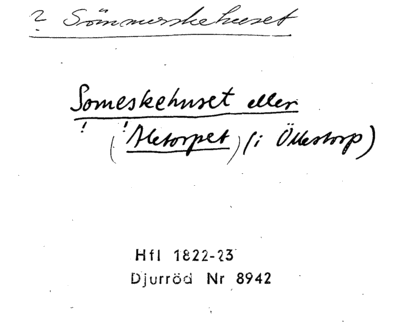 ? Sömmerskehuset
Someskehuset eller
(Aletorpet) (i Öllestorp)
Hfl 1822-23
Djurröd Nr 8942